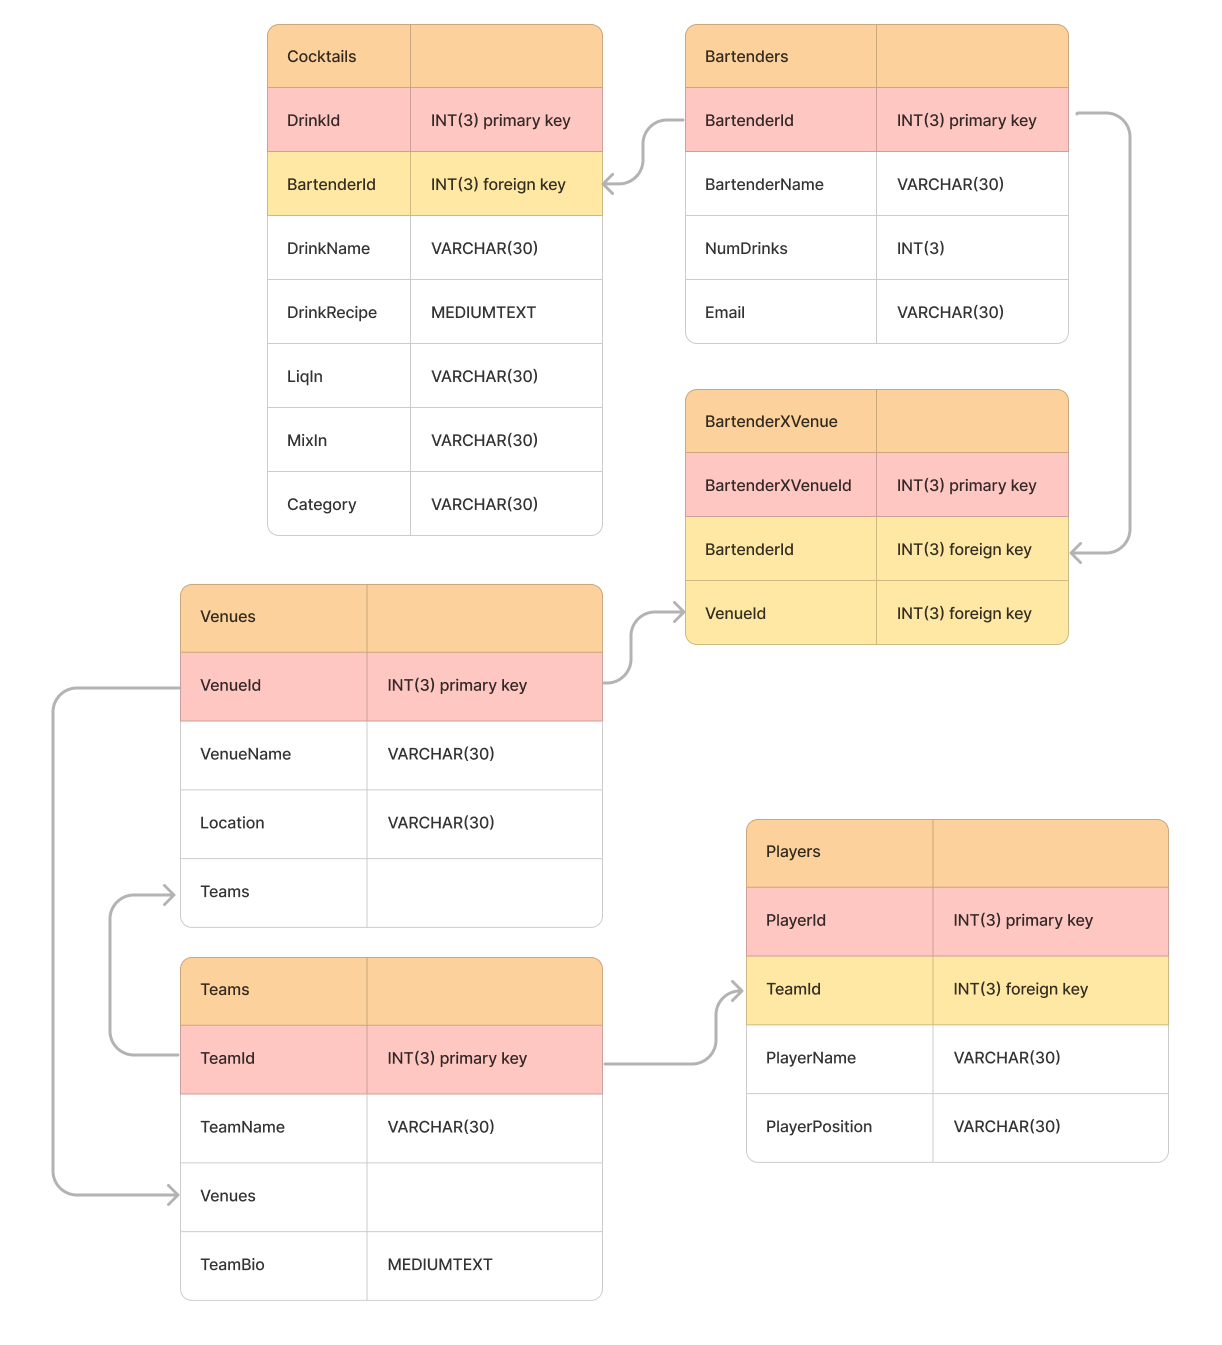 Cocktails
DrinkId INT(3) primary key
BartenderId INT(3) foreign key
DrinkName VARCHAR(30)
DrinkRecipe MEDIUMTEXT
LiqIn VARCHAR(30)
MixIn VARCHAR(30)
Category VARCHAR(30)
Bartenders
BartenderId INT(3) primary key
BartenderName VARCHAR(30)
NumDrinks INT(3)
Email VARCHAR(30)
BartenderXVenue
BartenderXVenueId INT(3) primary key
BartenderId INT(3) foreign key
VenueId INT(3) foreign key
Venues
VenueId INT(3) primary key
VenueName VARCHAR(30)
Location VARCHAR(30)
Teams
Teams
TeamId INT(3) primary key
TeamName VARCHAR(30)
Venues
TeamBio MEDIUMTEXT
Players
PlayerId INT(3) primary key
TeamId INT(3) foreign key
PlayerName VARCHAR(30)
PlayerPosition VARCHAR(30)